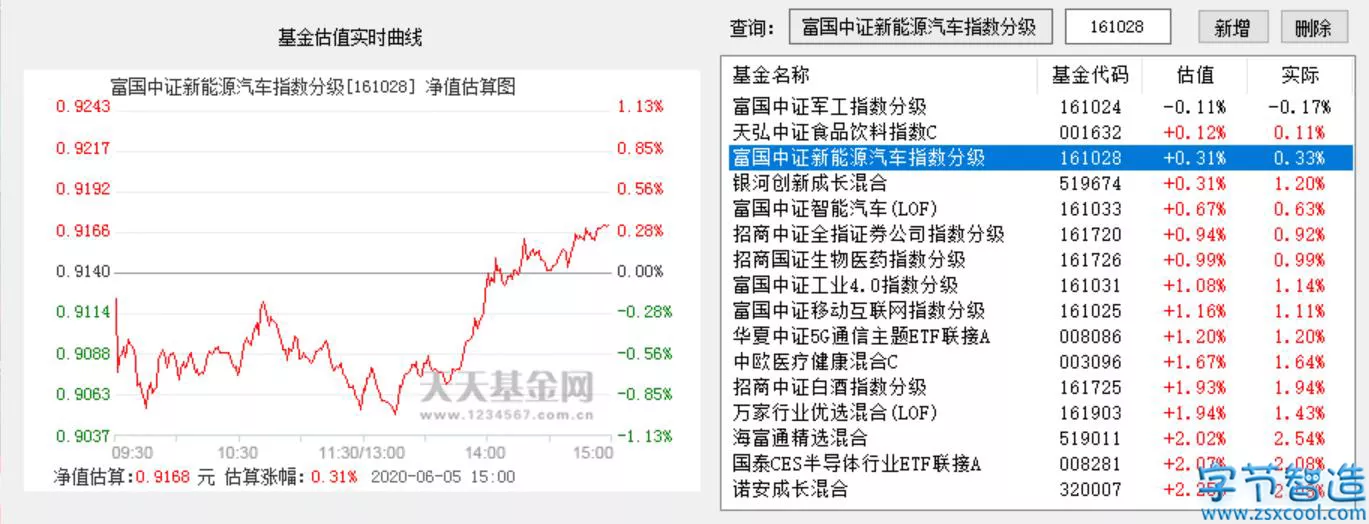 基金估值实时曲线
富国中证新能源汽车指数分级[161028] 净值估算图
0.9243 1.13%
0.9217 0.85%
0.9192 0.56%
0.9166 0.28%
0.9140 0.00%
0.9114 -0.28%
0.9088 -0.56%
0.9063 -0.85%
0.9037 -1.13%
天天基金网
www.1234567.com.cn
09:30 10:30 11:30/13:00 14:00 15:00
净值估算:0.9168 元 估算涨幅: 0.31% 2020-06-05 15:00
查询: 富国中证新能源汽车指数分级 161028 新增 删除
基金名称 基金代码 估值 实际
富国中证军工指数分级 161024 -0.11% -0.17%
天弘中证食品饮料指数C 001632 +0.12% 0.11%
富国中证新能源汽车指数分级 161028 +0.31% 0.33%
银河创新成长混合 519674 +0.31% 1.20%
富国中证智能汽车(LOF) 161033 +0.67% 0.63%
招商中证全指证券公司指数分级 161720 +0.94% 0.92%
招商国证生物医药指数分级 161726 +0.99% 0.99%
富国中证工业4.0指数分级 161031 +1.08% 1.14%
富国中证移动互联网指数分级 161025 +1.16% 1.11%
华夏中证5G通信主题ETF联接A 008086 +1.20% 1.20%
中欧医疗健康混合C 003096 +1.67% 1.64%
招商中证白酒指数分级 161725 +1.93% 1.94%
万家行业优选混合(LOF) 161903 +1.94% 1.43%
海富通精选混合 519011 +2.02% 2.54%
国泰CES半导体行业ETF联接A 008281 +2.07% 2.08%
诺安成长混合 320007
字节智造
www.zsxcool.com